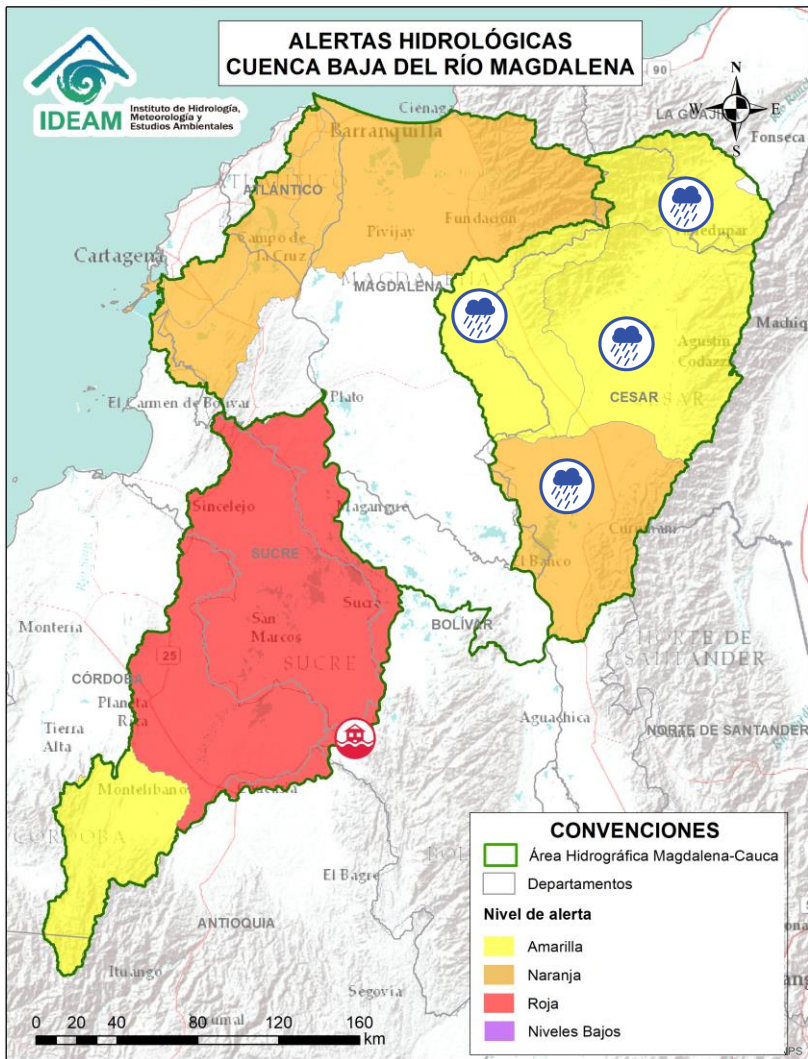 ALERTAS HIDROLÓGICAS
CUENCA BAJA DEL RÍO MAGDALENA
IDEAM
Instituto de Hidrología,
Meteorología y
Estudios Ambientales
90
N
W
E
S
Ciénaga
LA GUAJIRA
Fonseca
Barranquilla
ATLÁNTICO
Cartagena
Campo de
la Cruz
Pivijay
Fundación
MAGDALENA
Machiq
Agustín
Codazzi
CESAR
El Carmen de Bolívar
Plato
Sincelejo
Magangué
SUCRE
Curumaní
El Banco
San
Marcos
Sucre
SUCRE
BOLÍVAR
Montería
25
NORTE DE
SANTANDER
CÓRDOBA
Planeta
Rica
Tierra
Alta
Aguachica
NORTE DE SANTANDER
Montelíbano
CÓRDOBA
El Bagre
ANTIOQUIA
Ituango
Segovia
0 20 40 80 120 160
km
CONVENCIONES
Área Hidrográfica Magdalena-Cauca
Departamentos
Nivel de alerta
Amarilla
Naranja
Roja
Niveles Bajos